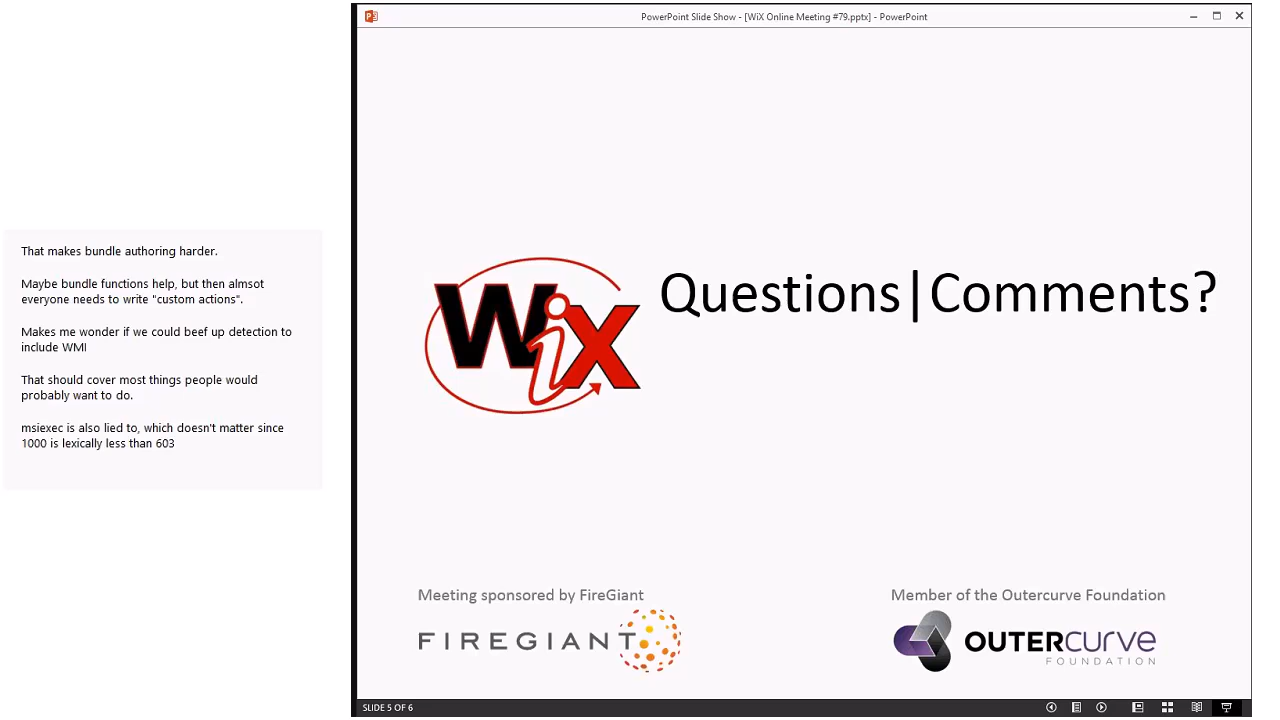 PowerPoint Slide Show - [WiX Online Meeting #79.pptx] - PowerPoint
That makes bundle authoring harder.
Maybe bundle functions help, but then almsot
everyone needs to write "custom actions".
Makes me wonder if we could beef up detection to
include WMI
That should cover most things people would
probably want to do.
msiexec is also lied to, which doesn't matter since
1000 is lexically less than 603
WiX
Questions|Comments?
Meeting sponsored by FireGiant
FIREGIANT
Member of the Outercurve Foundation
OUTERCURVE
FOUNDATION
SLIDE 5 OF 6